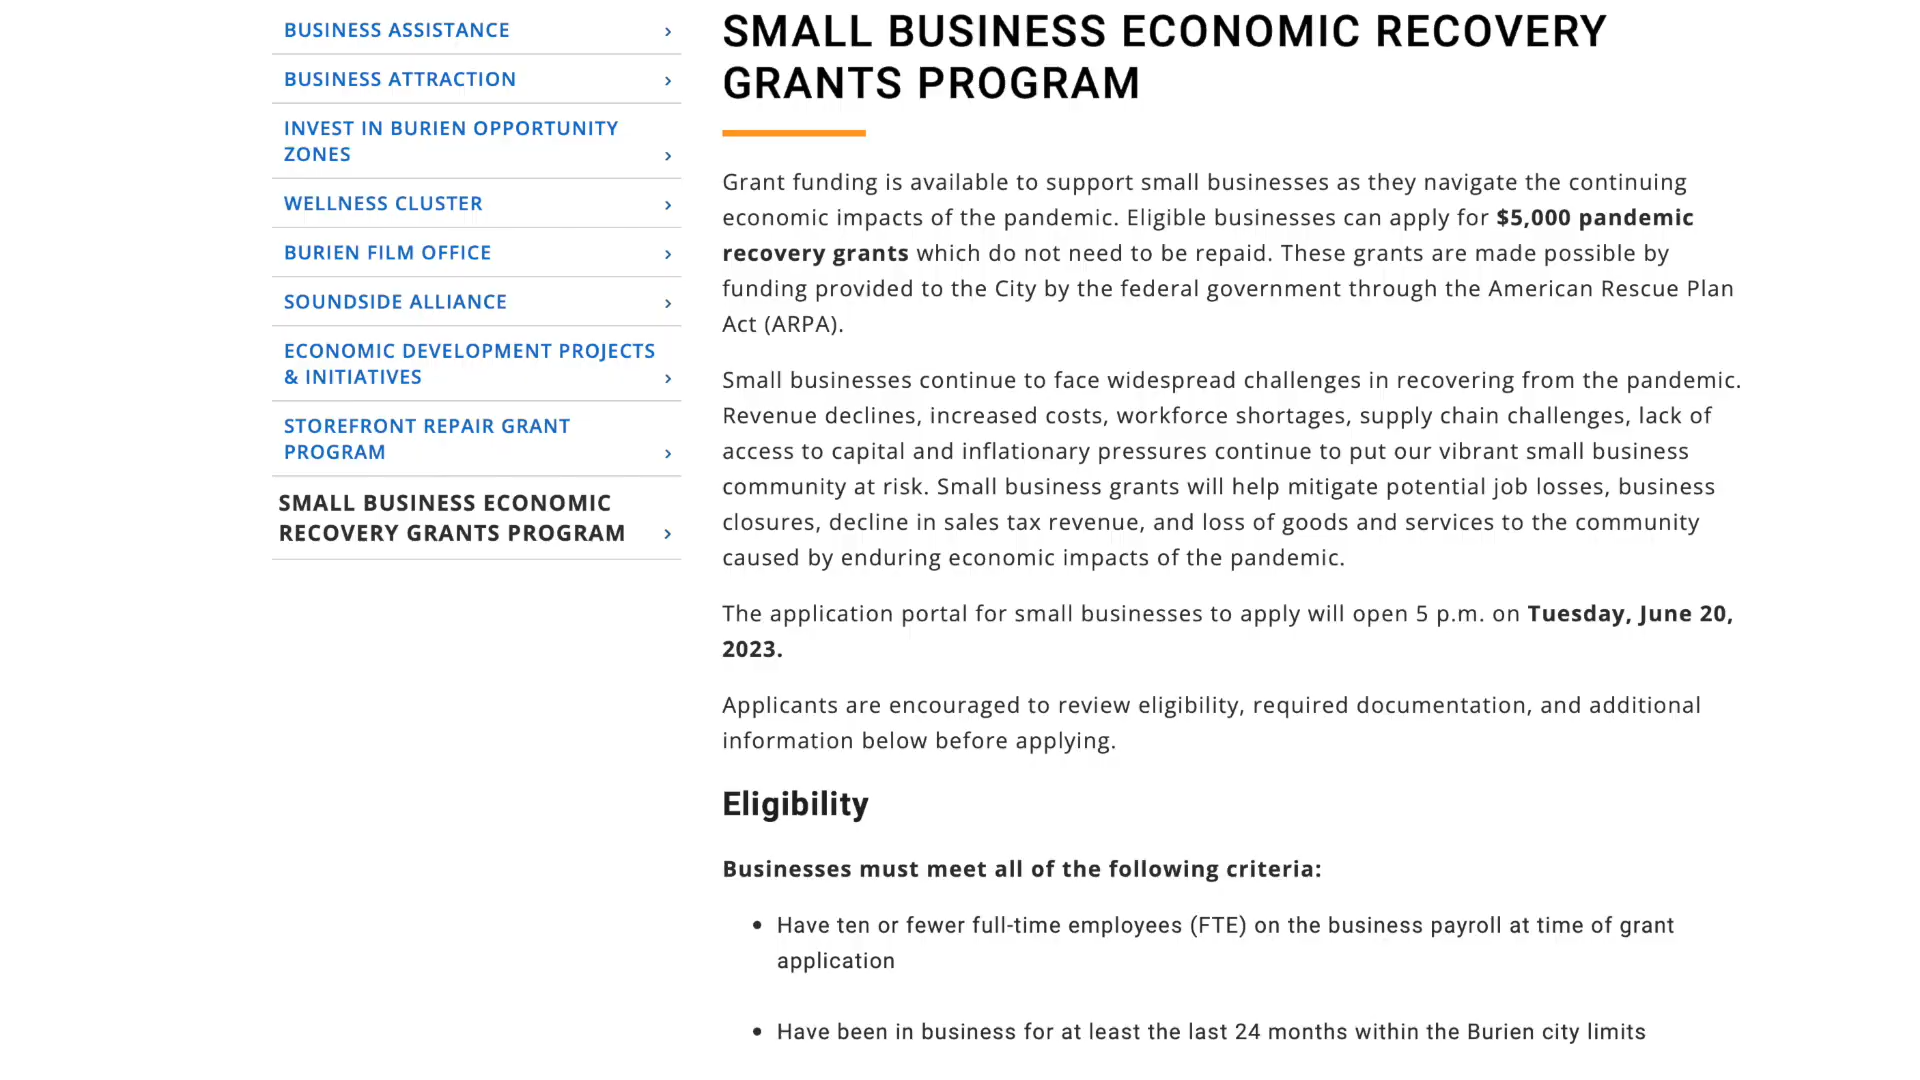 BUSINESS ASSISTANCE
BUSINESS ATTRACTION
INVEST IN BURIEN OPPORTUNITY
ZONES
WELLNESS CLUSTER
BURIEN FILM OFFICE
SOUNDSIDE ALLIANCE
ECONOMIC DEVELOPMENT PROJECTS
& INITIATIVES
STOREFRONT REPAIR GRANT
PROGRAM
SMALL BUSINESS ECONOMIC
RECOVERY GRANTS PROGRAM
SMALL BUSINESS ECONOMIC RECOVERY
GRANTS PROGRAM
Grant funding is available to support small businesses as they navigate the continuing
economic impacts of the pandemic. Eligible businesses can apply for $5,000 pandemic
recovery grants which do not need to be repaid. These grants are made possible by
funding provided to the City by the federal government through the American Rescue Plan
Act (ARPA).
Small businesses continue to face widespread challenges in recovering from the pandemic.
Revenue declines, increased costs, workforce shortages, supply chain challenges, lack of
access to capital and inflationary pressures continue to put our vibrant small business
community at risk. Small business grants will help mitigate potential job losses, business
closures, decline in sales tax revenue, and loss of goods and services to the community
caused by enduring economic impacts of the pandemic.
The application portal for small businesses to apply will open 5 p.m. on Tuesday, June 20,
2023.
Applicants are encouraged to review eligibility, required documentation, and additional
information below before applying.
Eligibility
Businesses must meet all of the following criteria:
• Have ten or fewer full-time employees (FTE) on the business payroll at time of grant
application
• Have been in business for at least the last 24 months within the Burien city limits